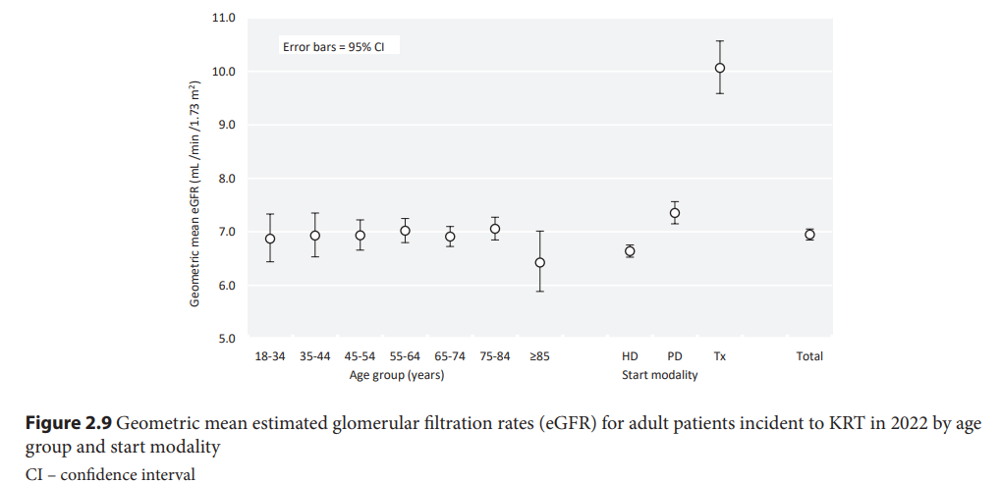 11.0
Error bars = 95% CI
10.0
9.0
8.0
7.0
6.0
5.0
Geometric mean eGFR (mL /min /1.73 m²)
18-34 35-44 45-54 55-64 65-74 75-84 ≥85 HD PD Tx Total
Age group (years) Start modality
Figure 2.9 Geometric mean estimated glomerular filtration rates (eGFR) for adult patients incident to KRT in 2022 by age
group and start modality
CI – confidence interval